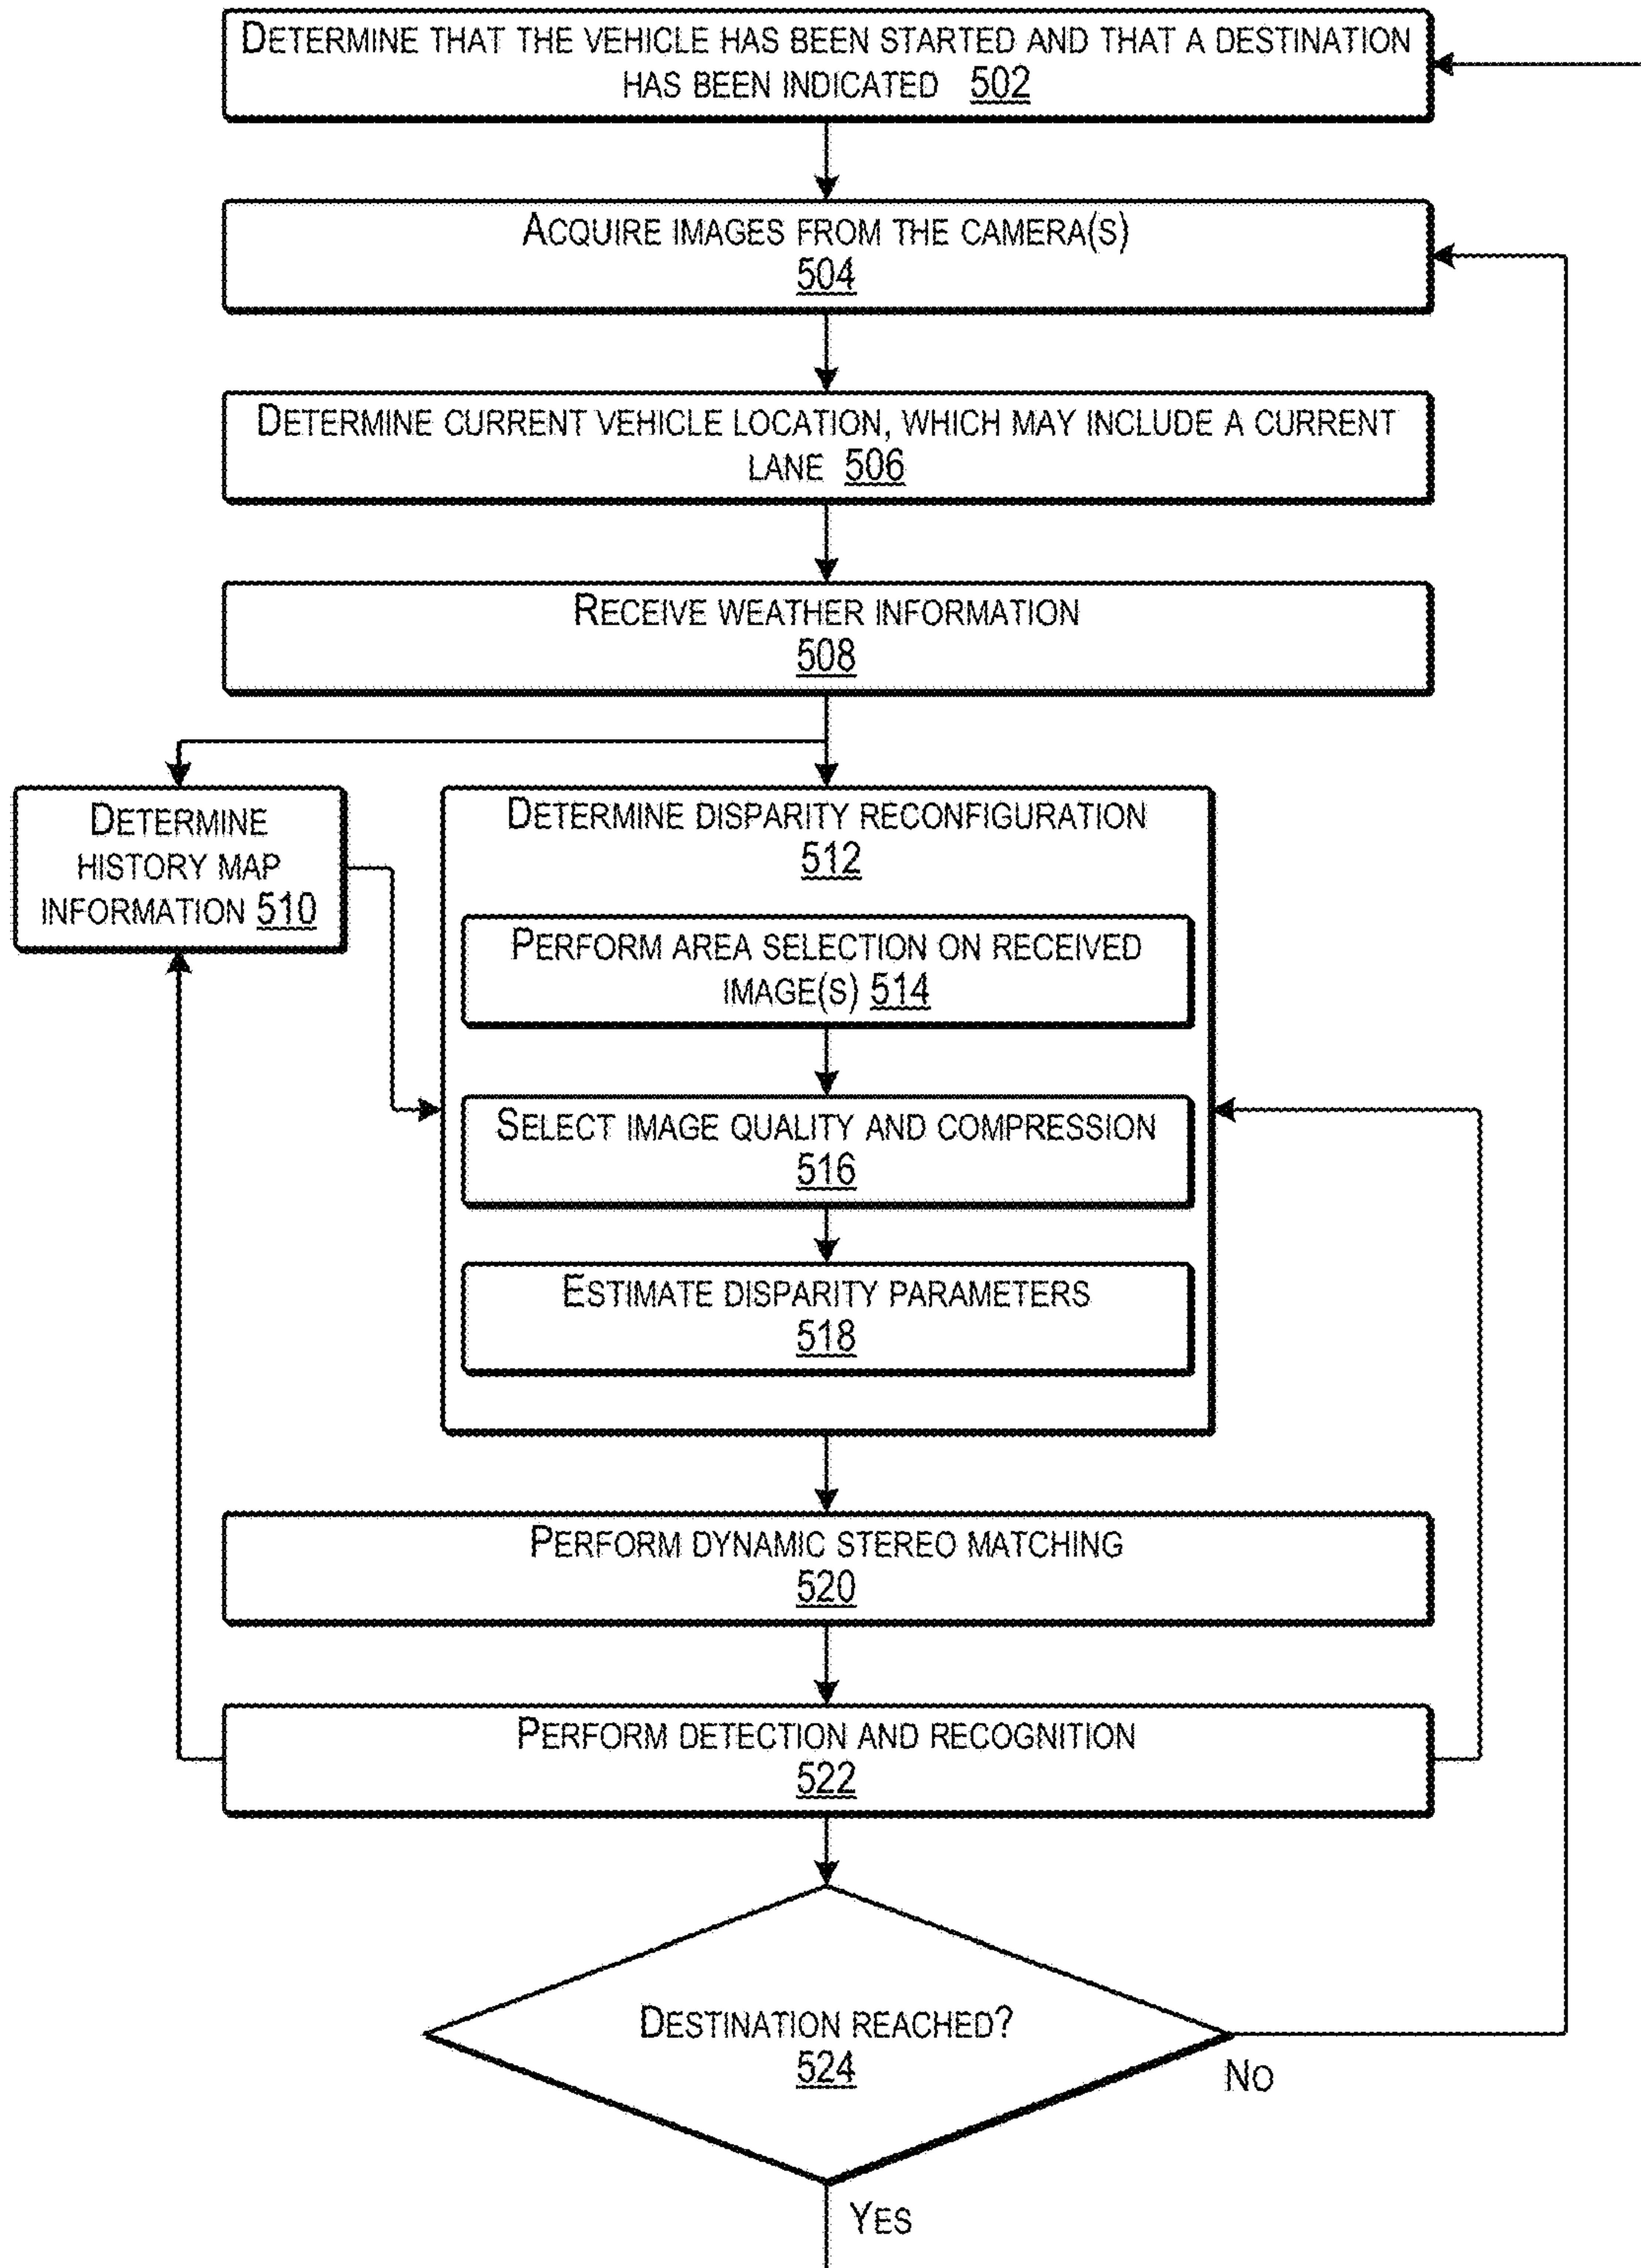 DETERMINE THAT THE VEHICLE HAS BEEN STARTED AND THAT A DESTINATION
HAS BEEN INDICATED 502
ACQUIRE IMAGES FROM THE CAMERA(S)
504
DETERMINE CURRENT VEHICLE LOCATION, WHICH MAY INCLUDE A CURRENT
LANE 506
RECEIVE WEATHER INFORMATION
508
DETERMINE
HISTORY MAP
INFORMATION 510
DETERMINE DISPARITY RECONFIGURATION
512
PERFORM AREA SELECTION ON RECEIVED
IMAGE(S) 514
SELECT IMAGE QUALITY AND COMPRESSION
516
ESTIMATE DISPARITY PARAMETERS
518
PERFORM DYNAMIC STEREO MATCHING
520
PERFORM DETECTION AND RECOGNITION
522
DESTINATION REACHED?
524
NO
YES